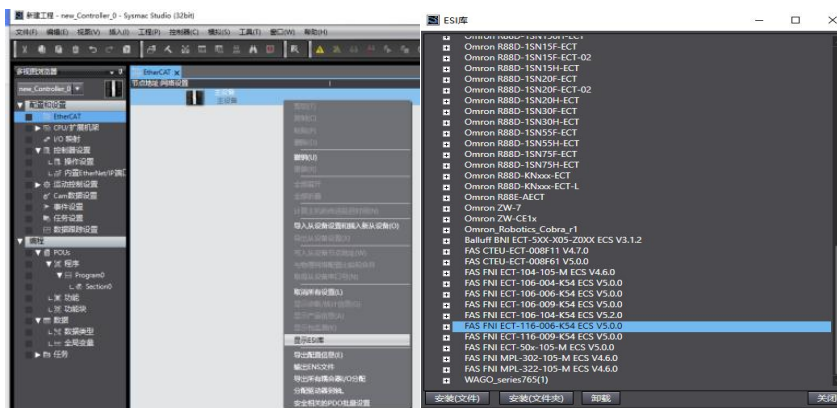 新建工程 - new_Controller_0 - Sysmac Studio (32bit)
文件(F) 编辑(E) 视图(V) 插入(I) 工程(P) 控制器(C) 模拟(S) 工具(T) 窗口(W) 帮助(H)
多视图浏览器
new_Controller_0
配置和设置
EtherCAT
CPU/扩展机架
I/O 映射
控制器设置
操作设置
内置EtherNet/IP端口
运动控制设置
Cam数据设置
事件设置
任务设置
数据跟踪设置
编程
POUs
程序
Program0
Section0
功能
功能块
数据
数据类型
全局变量
任务
EtherCAT
节点地址|网络设置
主设备
主设备
撤销(U)
导入从设备设置和插入新从设备(O)
取消所有设置(L)
显示ESI库
导出配置信息(E)
输出ENS文件
导出所有耦合器I/O分配
分配驱动器到轴.
安全相关的PDO批量设置
ESI库
Omron R88D-1SN15F-ECT
Omron R88D-1SN15F-ECT-02
Omron R88D-1SN15H-ECT
Omron R88D-1SN20F-ECT
Omron R88D-1SN20F-ECT-02
Omron R88D-1SN20H-ECT
Omron R88D-1SN30F-ECT
Omron R88D-1SN30H-ECT
Omron R88D-1SN55F-ECT
Omron R88D-1SN55H-ECT
Omron R88D-1SN75F-ECT
Omron R88D-1SN75H-ECT
Omron R88D-KNxxx-ECT
Omron R88D-KNxxx-ECT-L
Omron R88E-AECT
Omron ZW-7
Omron ZW-CE1x
Omron_Robotics_Cobra_r1
Balluff BNI ECT-5XX-X05-Z0XX ECS V3.1.2
FAS CTEU-ECT-008F11 V4.7.0
FAS CTEU-ECT-008F61 V5.0.0
FAS FNI ECT-104-105-M ECS V4.6.0
FAS FNI ECT-106-004-K54 ECS V5.0.0
FAS FNI ECT-106-006-K54 ECS V5.0.0
FAS FNI ECT-106-009-K54 ECS V5.0.0
FAS FNI ECT-106-104-K54 ECS V5.2.0
FAS FNI ECT-116-006-K54 ECS V5.0.0
FAS FNI ECT-116-009-K54 ECS V5.0.0
FAS FNI ECT-50x-105-M ECS V4.6.0
FAS FNI MPL-302-105-M ECS V4.6.0
FAS FNI MPL-322-105-M ECS V4.6.0
WAGO_series765(1)
安装(文件) 安装(文件夹) 卸载 关闭